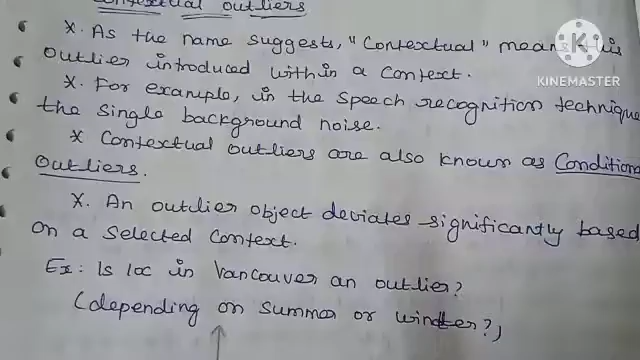 Contextual outliers
X. As the name suggests, "Contextual" means this
Outlier introduced within a context.
X. For example, in the speech recognition technique
the single background noise.
X Contextual outliers are also known as Condition
Outliers.
X. An outlier object deviates significantly based
on a selected context.
Ex: Is 10c in Vancouver an outlier?
(depending on summer or winter?,
KINEMASTER